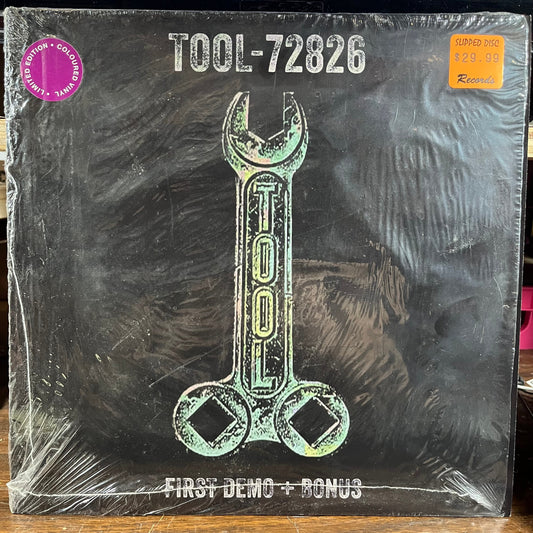 TOOL-72826
LIMITED EDITION • COLOURED VINYL •
SLIPPED DISC
$29.99
Records
TOOL
FIRST DEMO + BONUS